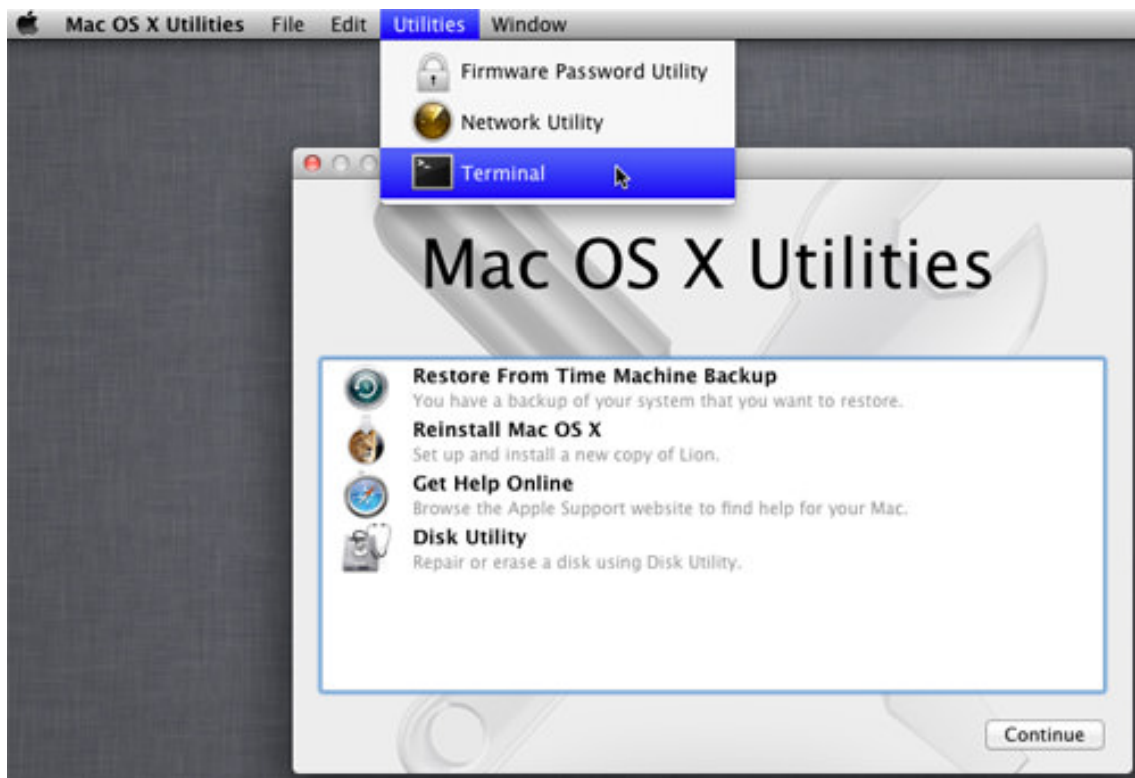 Mac OS X Utilities File Edit Utilities Window
Firmware Password Utility
Network Utility
Terminal
Mac OS X Utilities
Restore From Time Machine Backup
You have a backup of your system that you want to restore.
Reinstall Mac OS X
Set up and install a new copy of Lion.
Get Help Online
Browse the Apple Support website to find help for your Mac.
Disk Utility
Repair or erase a disk using Disk Utility.
Continue